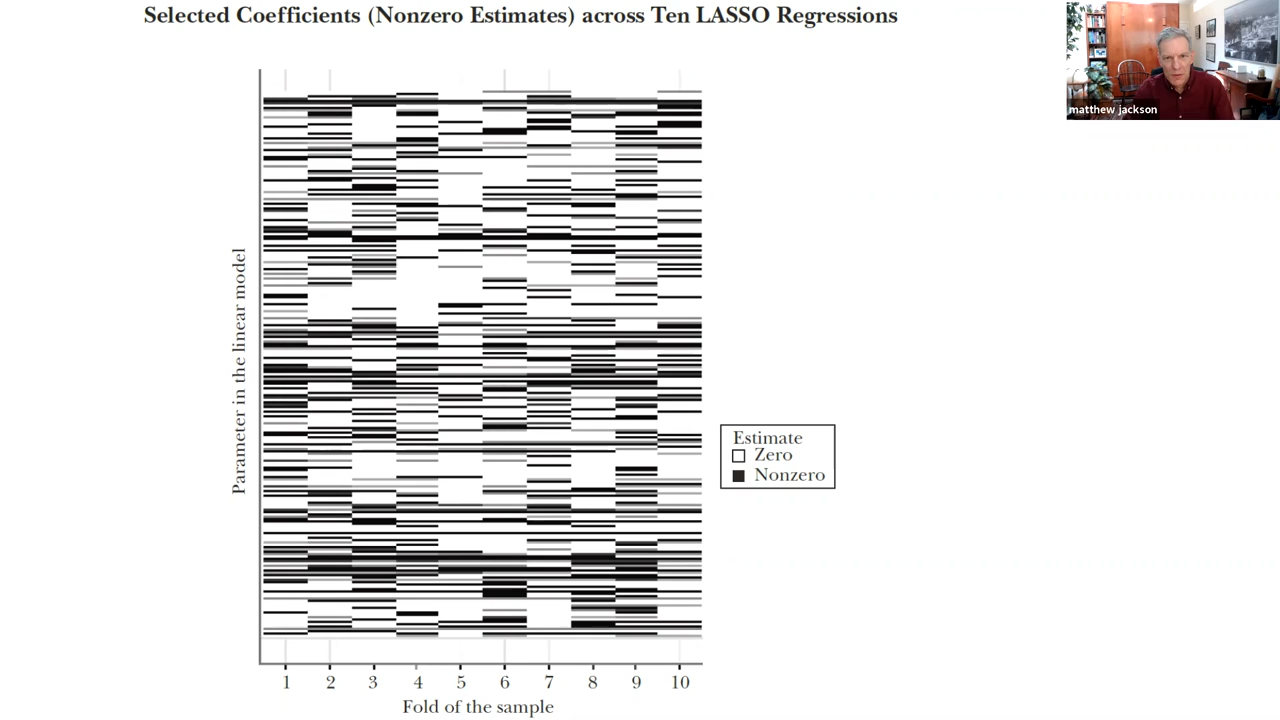 Selected Coefficients (Nonzero Estimates) across Ten LASSO Regressions
matthew jackson
Parameter in the linear model
Estimate
Zero
Nonzero
1 2 3 4 5 6 7 8 9 10
Fold of the sample